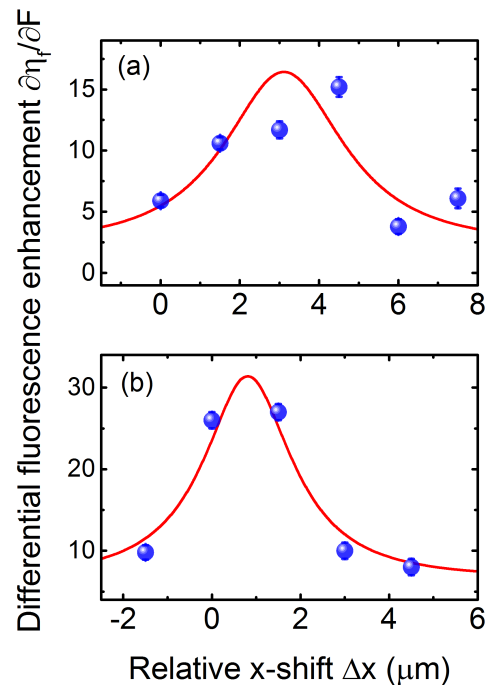 Differential fluorescence enhancement ∂ηf/∂F
(a)
15
10
5
0
0 2 4 6 8
(b)
30
20
10
-2 0 2 4 6
Relative x-shift Δx (μm)